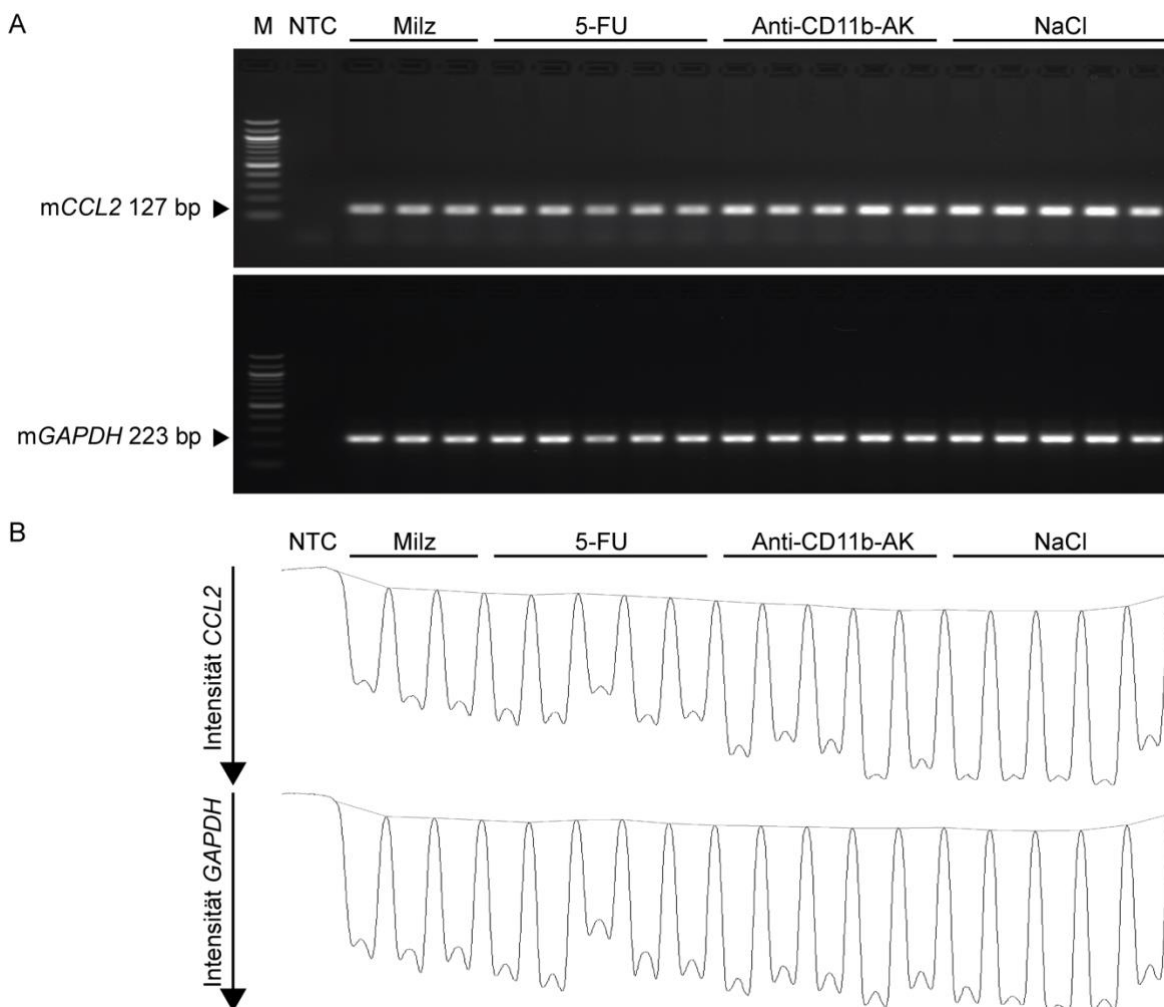 A
M NTC Milz 5-FU Anti-CD11b-AK NaCl
mCCL2 127 bp
mGAPDH 223 bp
B
NTC Milz 5-FU Anti-CD11b-AK NaCl
Intensität CCL2
Intensität GAPDH